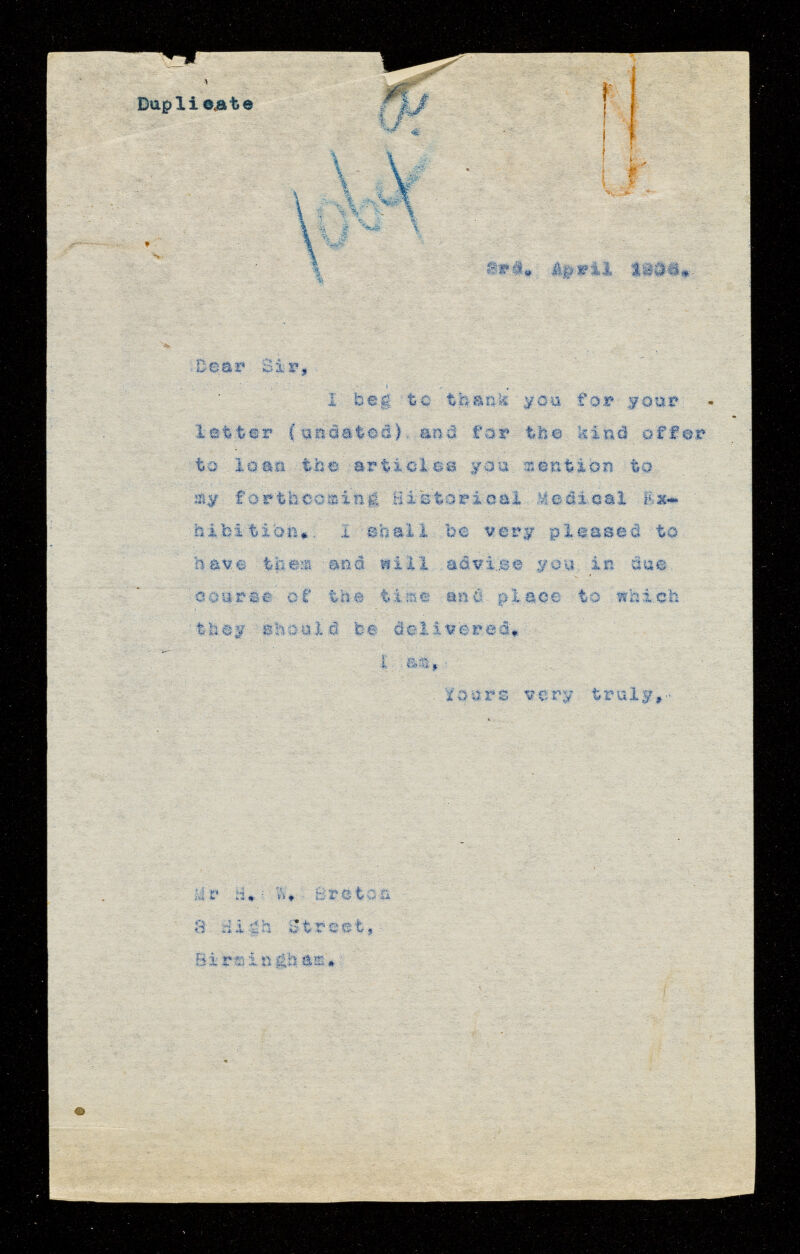 Duplicate
1064 a.
3rd. April 1906.
Dear Sir,
I beg to thank you for your
letter (undated) and for the kind offer
to loan the articles you mention to
my forthcoming Historical Medical Ex-
hibition. I shall be very pleased to
have them and will advise you in due
course of the time and place to which
they should be delivered.
I am,
Yours very truly,
Mr H. W. Breton
3 High Street,
Birmingham.